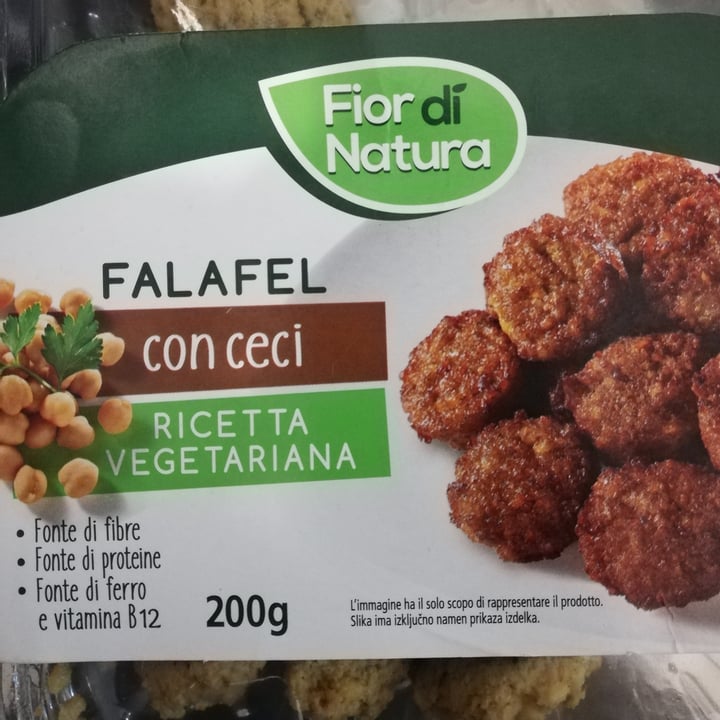 Fior di
Natura
FALAFEL
con ceci
RICETTA
VEGETARIANA
• Fonte di fibre
• Fonte di proteine
• Fonte di ferro
e vitamina B12
200g
L'immagine ha il solo scopo di rappresentare il prodotto.
Slika ima izključno namen prikaza izdelka.